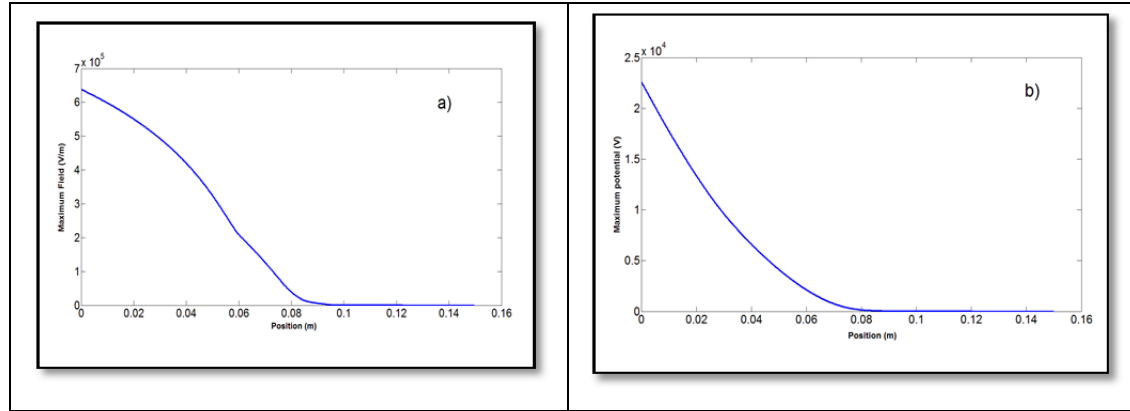 7 x 10^5
6
5
4
3
2
1
0
a)
Maximum Field (V/m)
0 0.02 0.04 0.06 0.08 0.1 0.12 0.14 0.16
Position (m)
2.5 x 10^4
2
1.5
1
0.5
0
b)
Maximum potential (V)
0 0.02 0.04 0.06 0.08 0.1 0.12 0.14 0.16
Position (m)